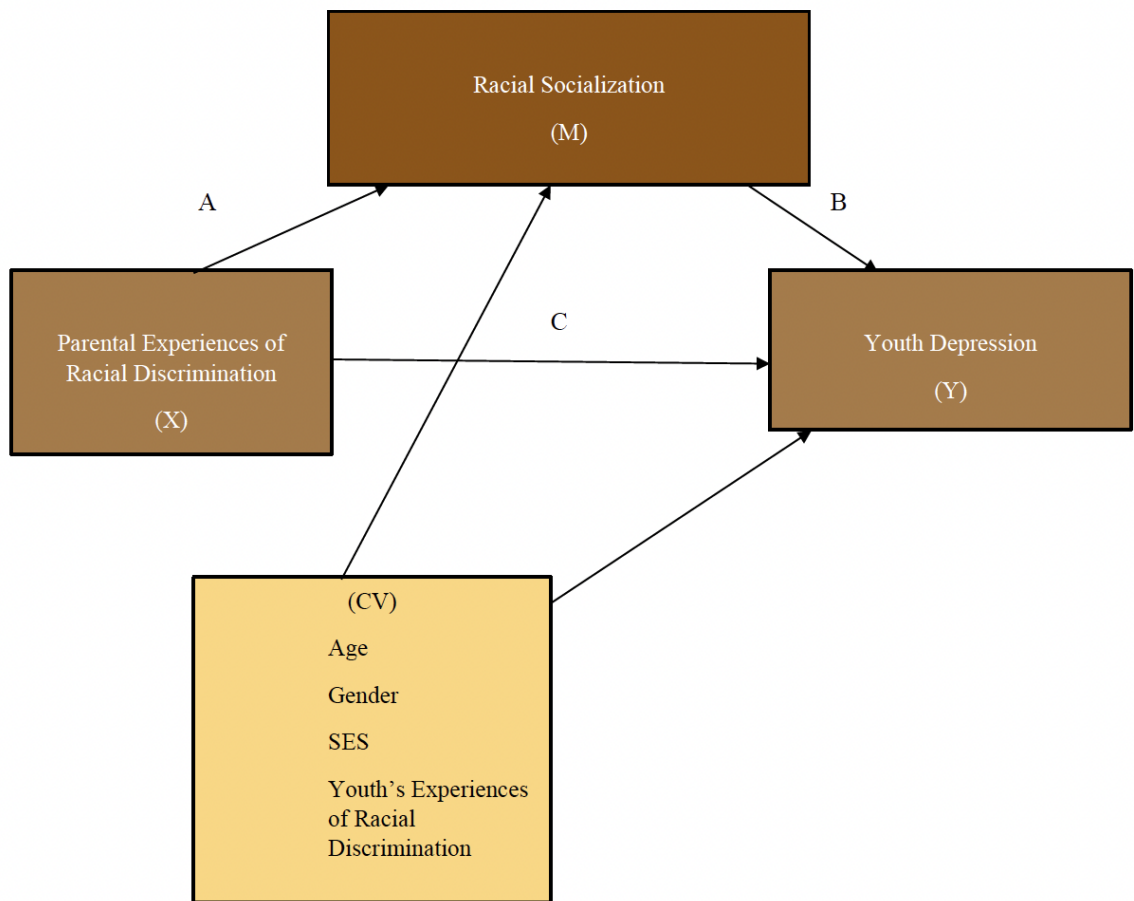 Racial Socialization
(M)
A
B
Parental Experiences of
Racial Discrimination
(X)
C
Youth Depression
(Y)
(CV)
Age
Gender
SES
Youth’s Experiences
of Racial
Discrimination